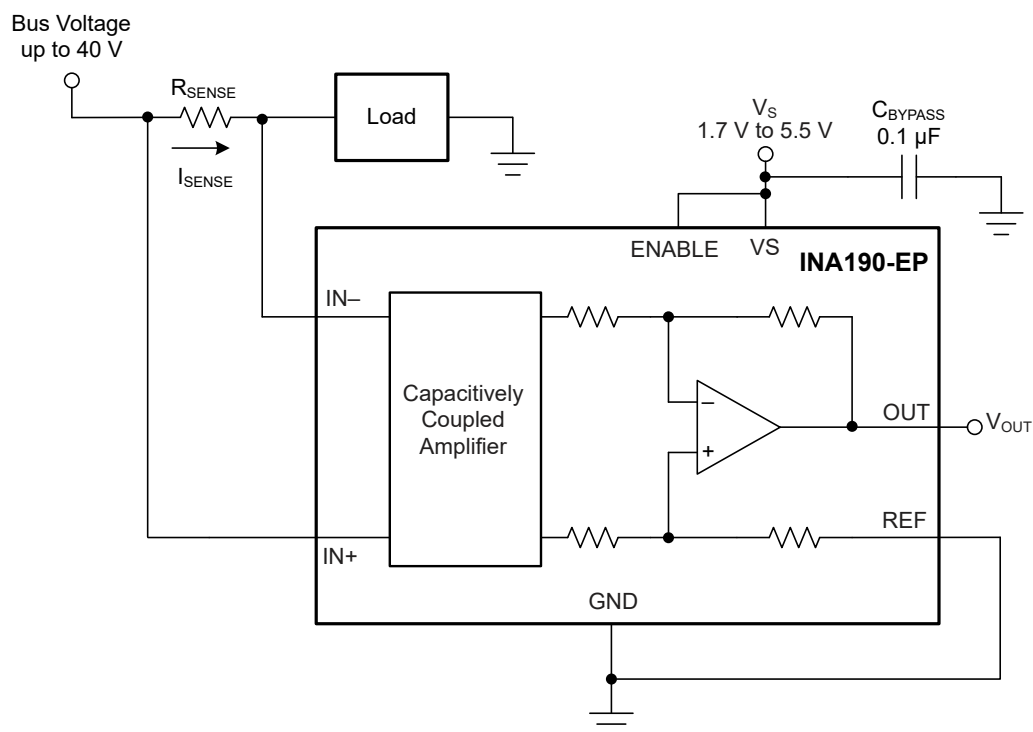 Bus Voltage
up to 40 V
RSENSE
ISENSE
Load
VS
1.7 V to 5.5 V
CBYPASS
0.1 µF
ENABLE
VS
INA190-EP
IN–
Capacitively
Coupled
Amplifier
–
+
OUT
VOUT
REF
IN+
GND